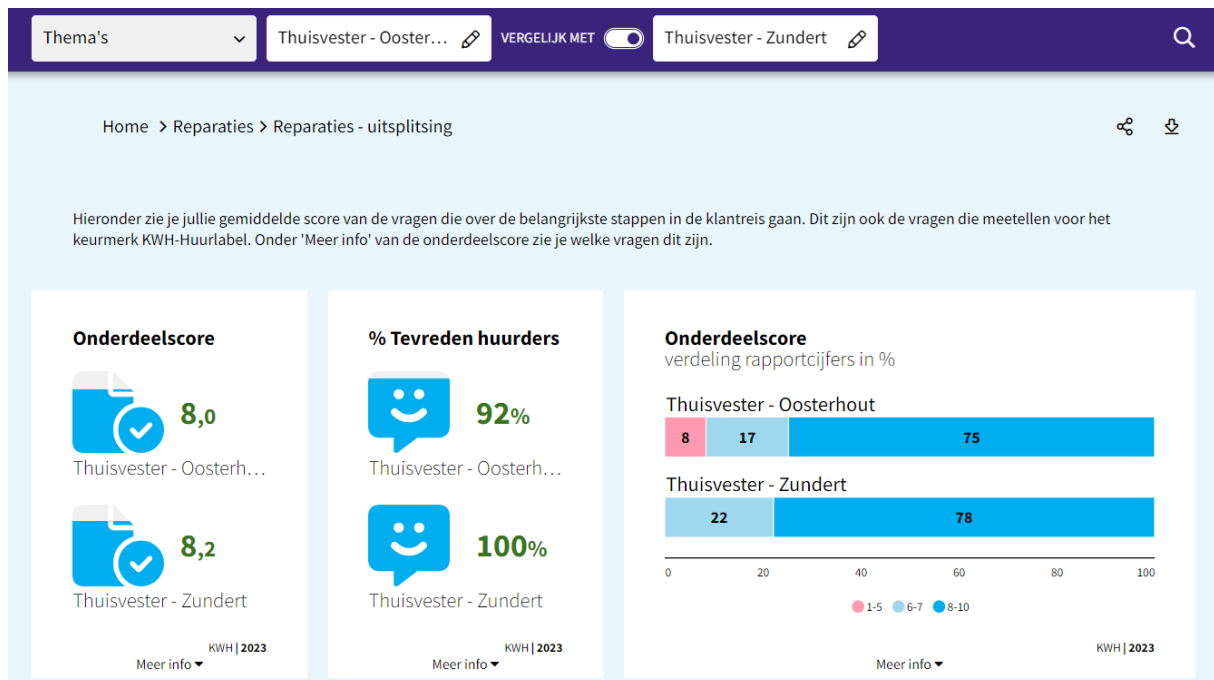 Thema's
Thuisvester - Ooster...
VERGELIJK MET
Thuisvester - Zundert
Home > Reparaties > Reparaties - uitsplitsing
Hieronder zie je jullie gemiddelde score van de vragen die over de belangrijkste stappen in de klantreis gaan. Dit zijn ook de vragen die meetellen voor het
keurmerk KWH-Huurlabel. Onder 'Meer info' van de onderdeelscore zie je welke vragen dit zijn.
Onderdeelscore
8,0
Thuisvester - Oosterh...
8,2
Thuisvester - Zundert
KWH | 2023
Meer info
% Tevreden huurders
92%
Thuisvester - Oosterh...
100%
Thuisvester - Zundert
KWH | 2023
Meer info
Onderdeelscore
verdeling rapportcijfers in %
Thuisvester - Oosterhout
8 17 75
Thuisvester - Zundert
22 78
0 20 40 60 80 100
1-5 6-7 8-10
KWH | 2023
Meer info